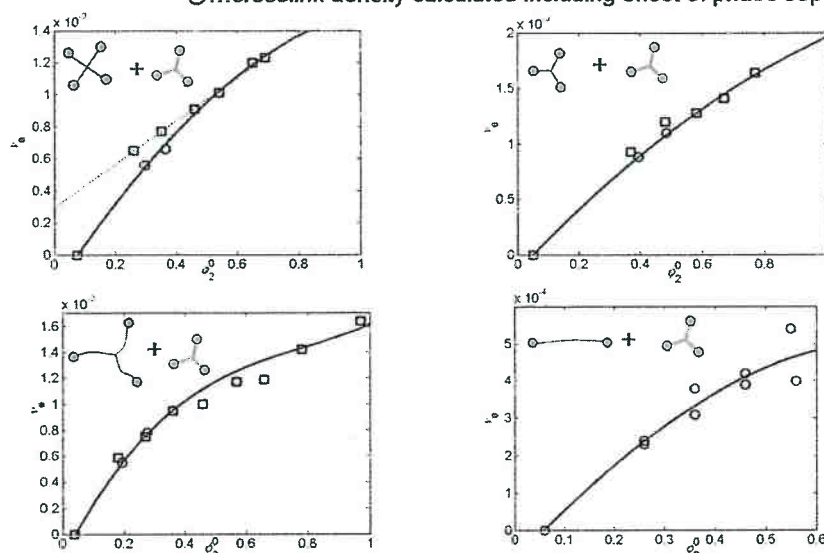 crosslink density calculated including effect of phase sep
x 10⁻³
1.4
1.2
1
0.8
0.6
0.4
0.2
0
νₑ
+
0 0.2 0.4 0.6 0.8 1
φ₂⁰
x 10⁻³
2
1.5
1
0.5
0
νₑ
+
0 0.2 0.4 0.6 0.8 1
φ₂⁰
x 10⁻³
1.6
1.4
1.2
1
0.8
0.6
0.4
0.2
0
νₑ
+
0 0.2 0.4 0.6 0.8 1
φ₂⁰
x 10⁻⁴
5
4
3
2
1
0
νₑ
+
0 0.1 0.2 0.3 0.4 0.5 0.6
φ₂⁰